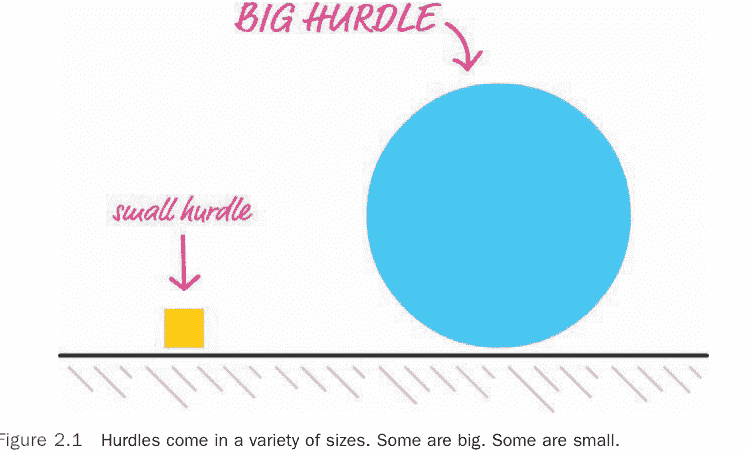 BIG HURDLE
small hurdle
Figure 2.1 Hurdles come in a variety of sizes. Some are big. Some are small.